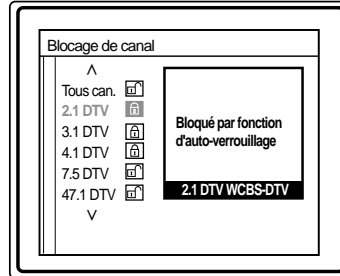 Blocage de canal
Tous can.
2.1 DTV
3.1 DTV
4.1 DTV
7.5 DTV
47.1 DTV
Bloqué par fonction
d'auto-verrouillage
2.1 DTV WCBS-DTV